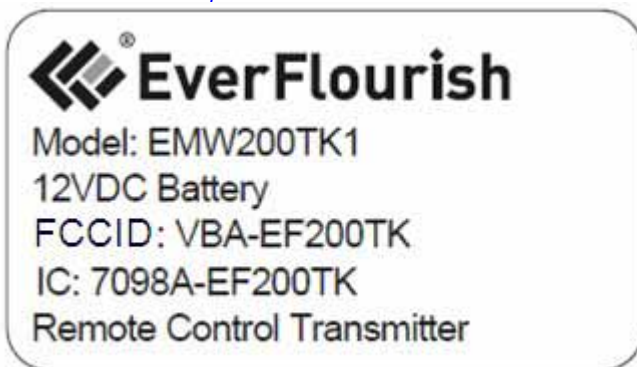 EverFlourish®
Model: EMW200TK1
12VDC Battery
FCCID: VBA-EF200TK
IC: 7098A-EF200TK
Remote Control Transmitter